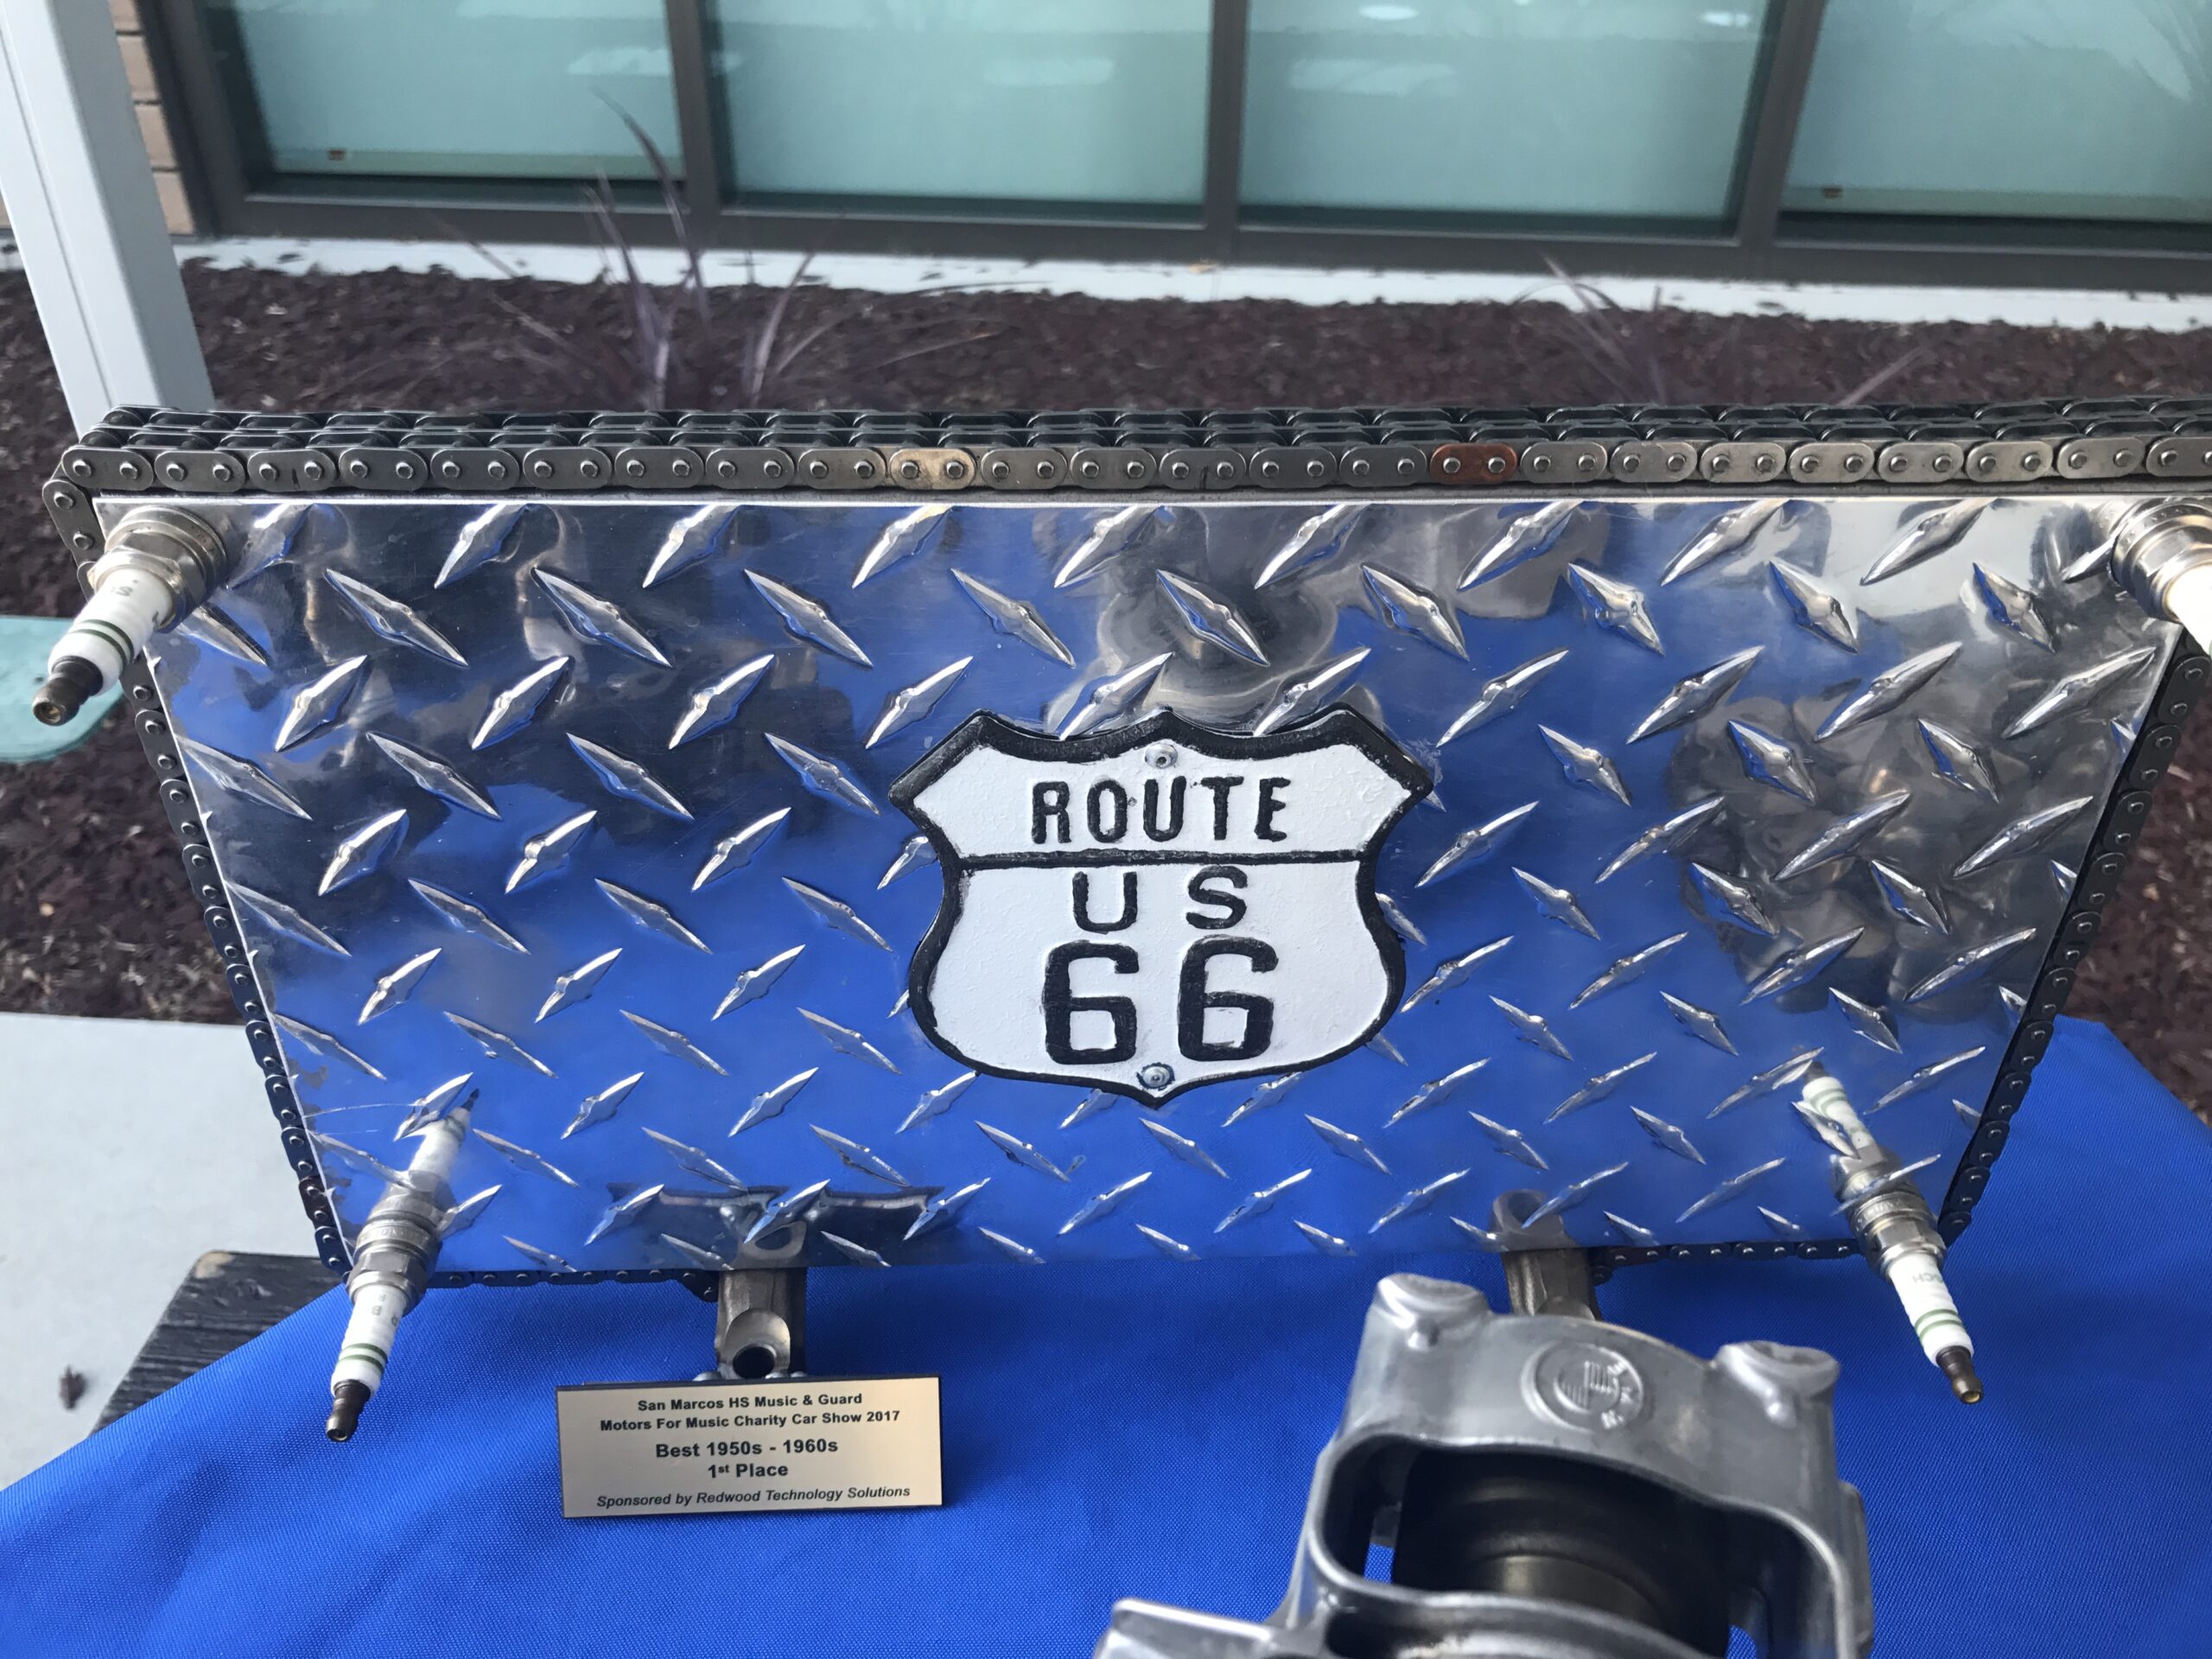 ROUTE
US
66
San Marcos HS Music & Guard
Motors For Music Charity Car Show 2017
Best 1950s - 1960s
1st Place
Sponsored by Redwood Technology Solutions